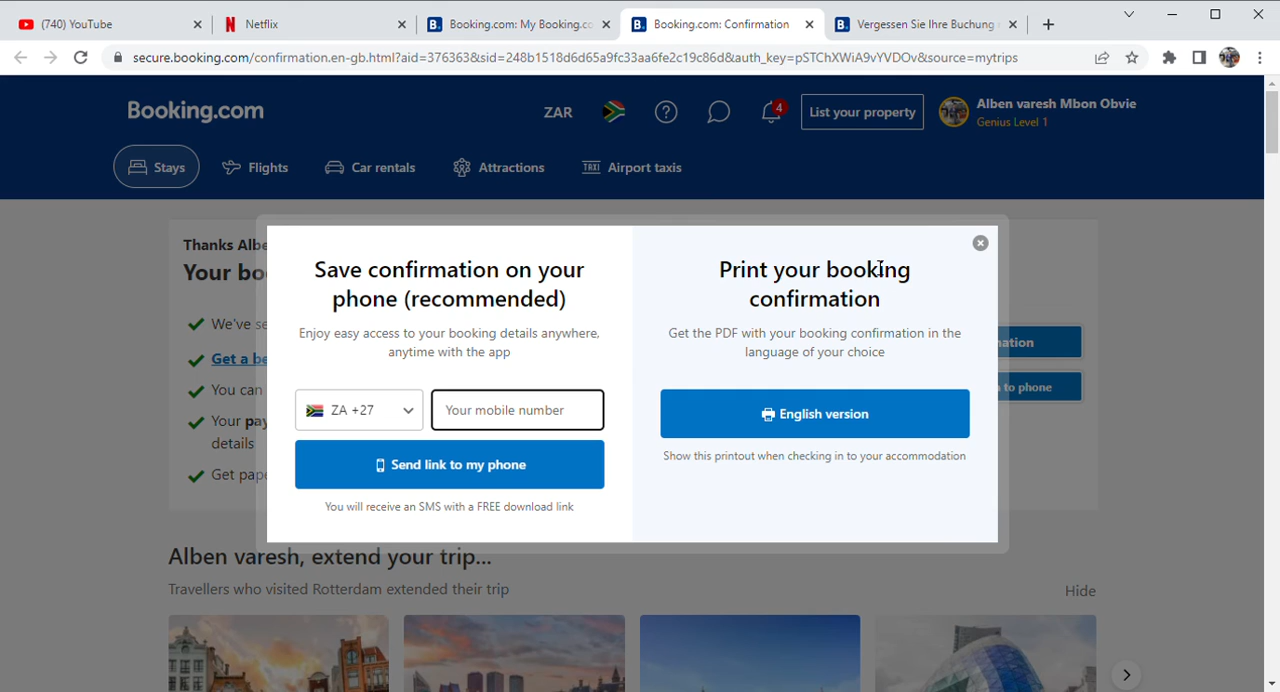 (740) YouTube
Netflix
Booking.com: My Booking.co
Booking.com: Confirmation
Vergessen Sie Ihre Buchung
secure.booking.com/confirmation.en-gb.html?aid=376363&sid=248b1518d6d65a9fc33aa6fe2c19c86d&auth_key=pSTChXWiA9vYVDOv&source=mytrips
Booking.com
ZAR
4
List your property
Alben varesh Mbon Obvie
Genius Level 1
Stays
Flights
Car rentals
Attractions
TAXI Airport taxis
Thanks Albe
Your bo
We've se
Get a be
You can
Your pay
details
Get pape
Save confirmation on your
phone (recommended)
Enjoy easy access to your booking details anywhere,
anytime with the app
ZA +27
Your mobile number
Send link to my phone
You will receive an SMS with a FREE download link
Print your booking
confirmation
Get the PDF with your booking confirmation in the
language of your choice
English version
Show this printout when checking in to your accommodation
ation
to phone
Alben varesh, extend your trip...
Travellers who visited Rotterdam extended their trip
Hide